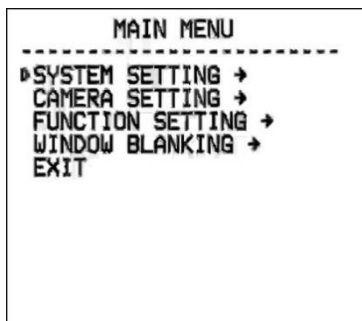 MAIN MENU
SYSTEM SETTING →
CAMERA SETTING →
FUNCTION SETTING →
WINDOW BLANKING →
EXIT